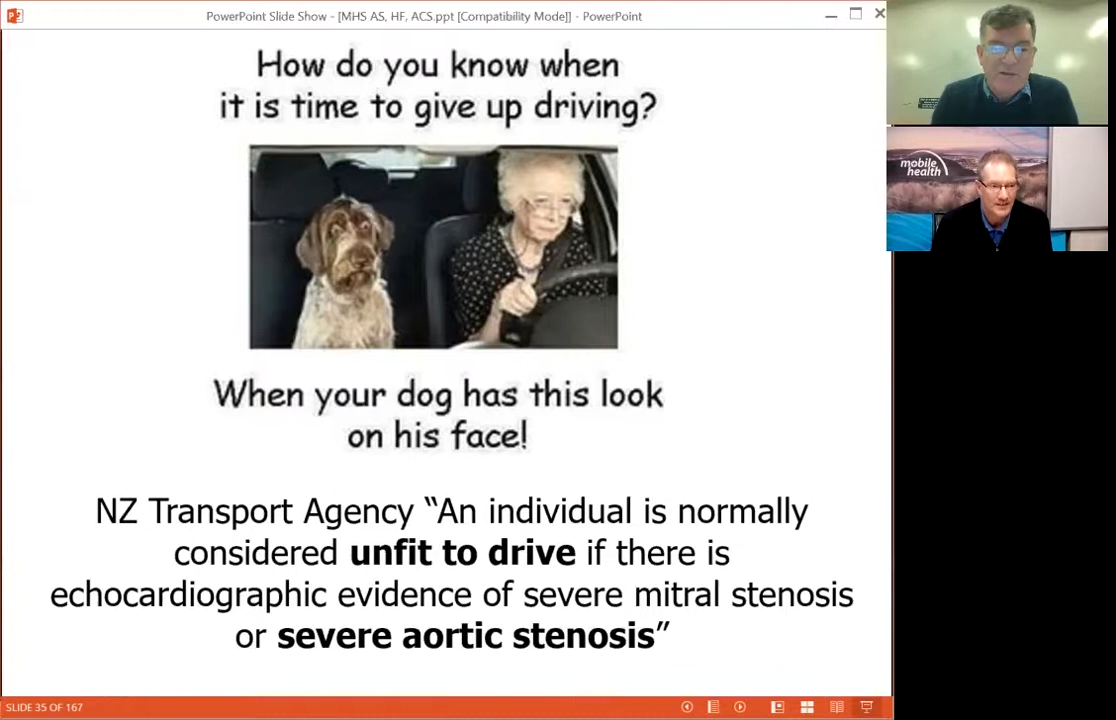 PowerPoint Slide Show - [MHS AS, HF, ACS.ppt [Compatibility Mode]] - PowerPoint
How do you know when
it is time to give up driving?
When your dog has this look
on his face!
NZ Transport Agency “An individual is normally
considered unfit to drive if there is
echocardiographic evidence of severe mitral stenosis
or severe aortic stenosis”
mobile
health
SLIDE 35 OF 167